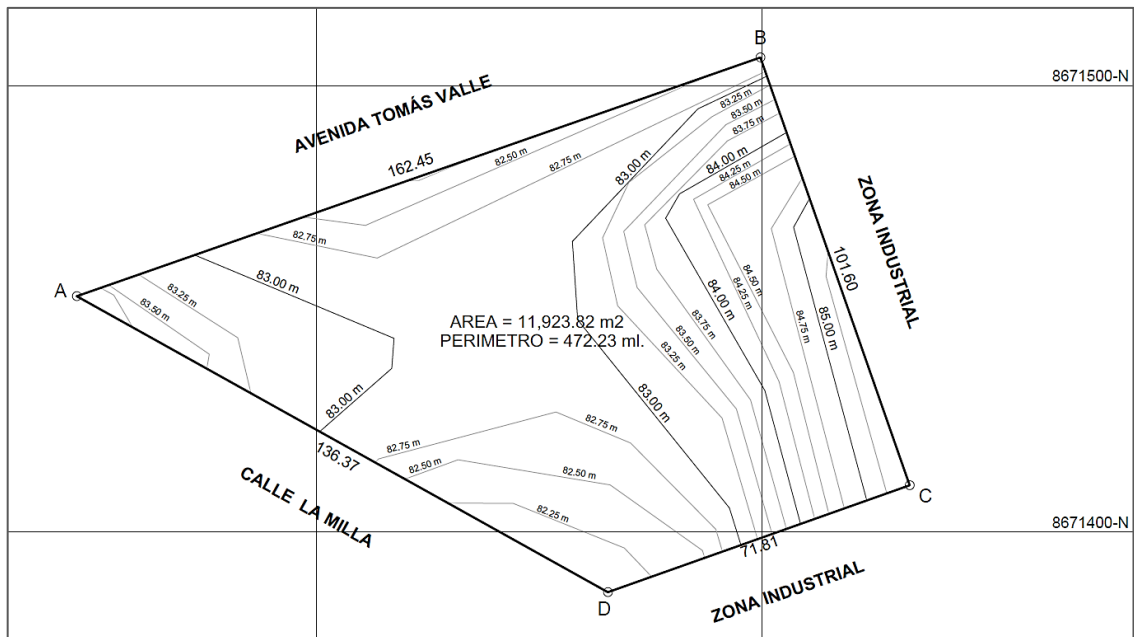 B
8671500-N
AVENIDA TOMÁS VALLE
162.45
82.50 m
82.75 m
83.25 m
83.50 m
83.75 m
83.00 m
84.00 m
84.25 m
84.50 m
ZONA INDUSTRIAL
82.75 m
83.00 m
101.60
A
83.25 m
83.50 m
84.50 m
84.25 m
84.00 m
84.75 m
85.00 m
AREA = 11,923.82 m2
PERIMETRO = 472.23 ml.
83.75 m
83.50 m
83.25 m
83.00 m
83.00 m
82.75 m
82.75 m
136.37
82.50 m
82.50 m
82.25 m
CALLE LA MILLA
C
8671400-N
71.81
ZONA INDUSTRIAL
D